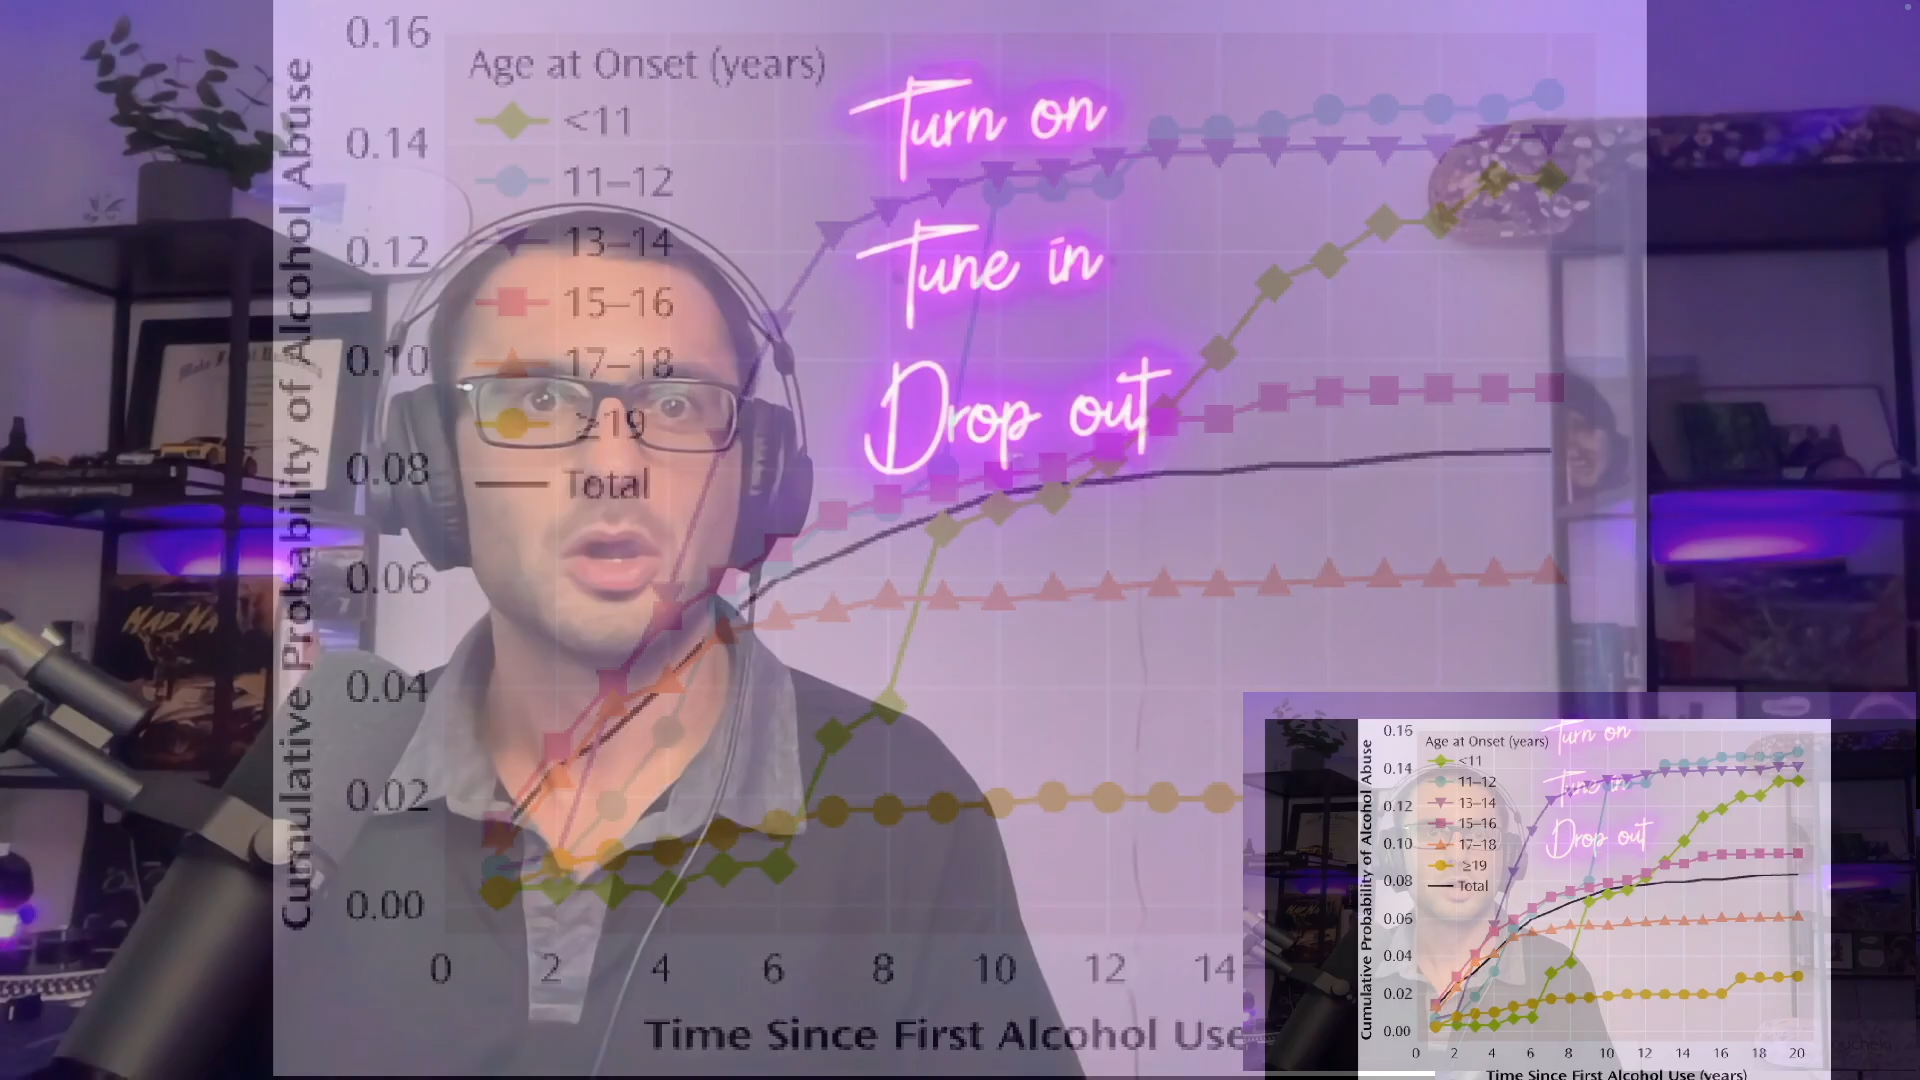 0.16
Age at Onset (years)
<11
0.14
11–12
13–14
0.12
15–16
0.10
17–18
≥19
0.08
Total
0.06
0.04
0.02
0.00
Cumulative Probability of Alcohol Abuse
0 2 4 6 8 10 12 14
Time Since First Alcohol Use
Turn on
Tune in
Drop out
MAD MA
0.16
Age at Onset (years)
<11
0.14
11–12
13–14
0.12
15–16
0.10
17–18
≥19
0.08
Total
0.06
0.04
0.02
0.00
Cumulative Probability of Alcohol Abuse
0 2 4 6 8 10 12 14 16 18 20
Time Since First Alcohol Use (years)
Turn on
Tune in
Drop out